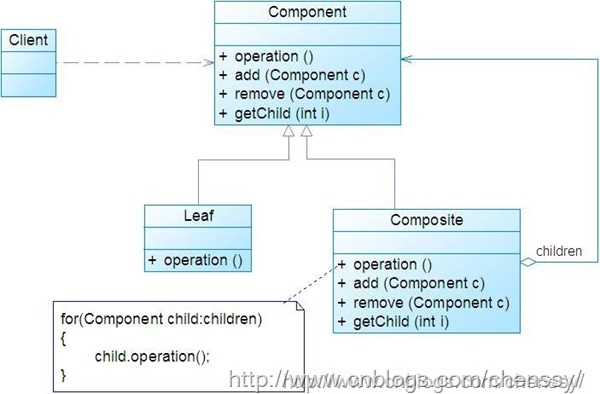 Component
Client
+ operation ()
+ add (Component c)
+ remove (Component c)
+ getChild (int i)
Leaf
+ operation ()
Composite
+ operation ()
+ add (Component c)
+ remove (Component c)
+ getChild (int i)
children
for(Component child:children)
{
child.operation();
}
http://www.cnblogs.com/chenssy/